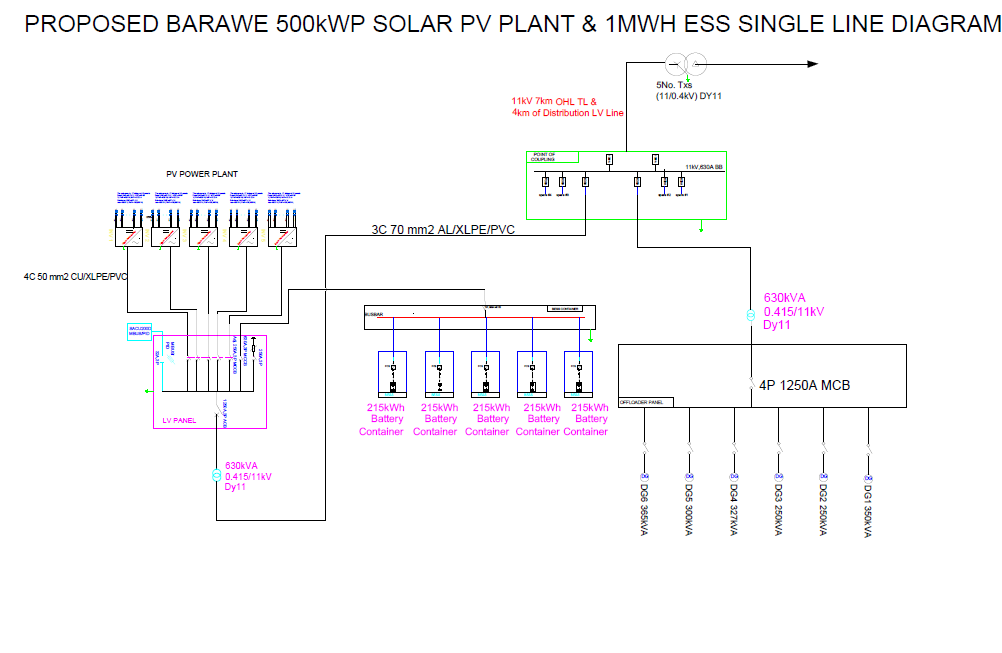 PROPOSED BARAWE 500kWP SOLAR PV PLANT & 1MWH ESS SINGLE LINE DIAGRAM
5No. Txs
(11/0.4kV) DY11
11kV 7km OHL TL &
4km of Distribution LV Line
POINT OF
COUPLING
11kV,630A BB
PV POWER PLANT
3C 70 mm2 AL/XLPE/PVC
4C 50 mm2 CU/XLPE/PVC
630kVA
0.415/11kV
Dy11
BUSBAR
4P 1250A MCB
OFFLOADER PANEL
215kWh
Battery
Container
215kWh
Battery
Container
215kWh
Battery
Container
215kWh
Battery
Container
215kWh
Battery
Container
LV PANEL
630kVA
0.415/11kV
Dy11
DG6 365kVA
DG5 300kVA
DG4 327kVA
DG3 250kVA
DG2 250kVA
DG1 350kVA